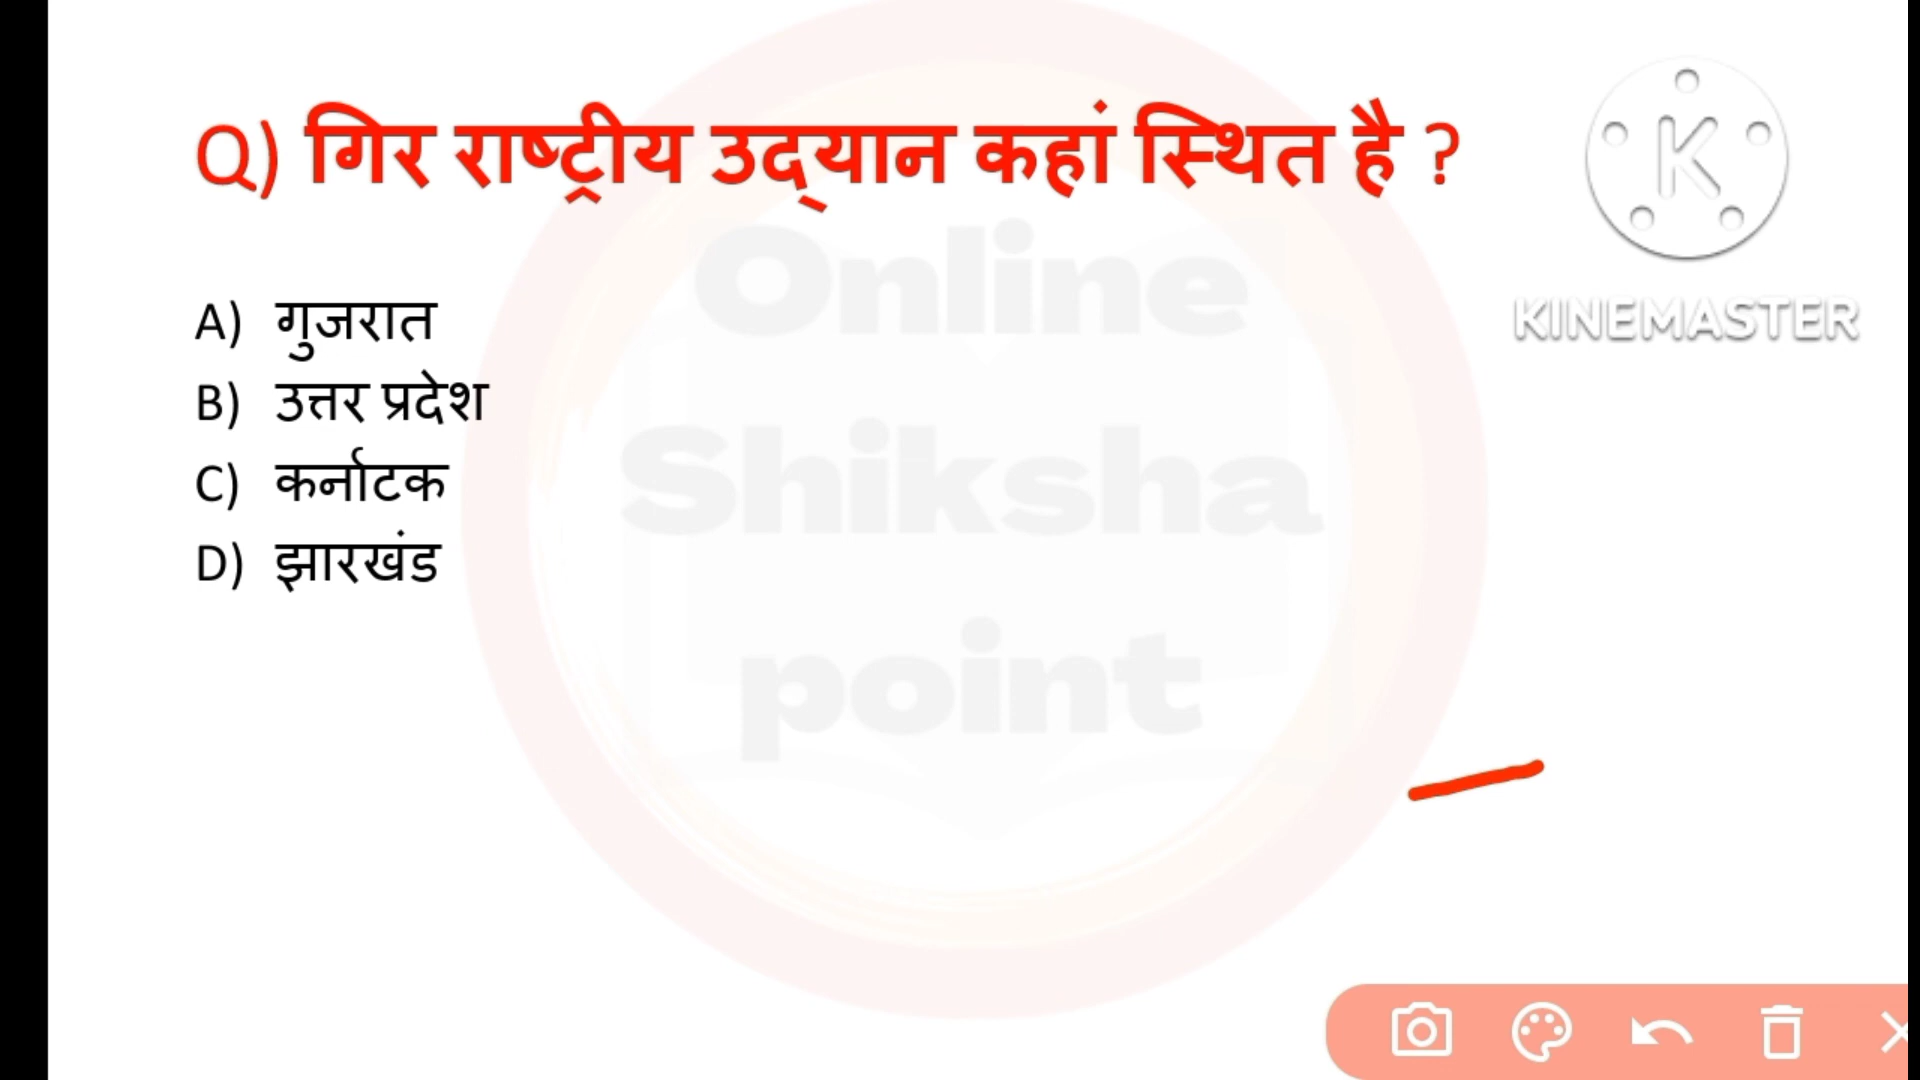 Q) गिर राष्ट्रीय उद्‌यान कहां स्थित है ?
A) गुजरात
B) उत्तर प्रदेश
C) कर्नाटक
D) झारखंड
Online
Shiksha
point
K
KINEMASTER